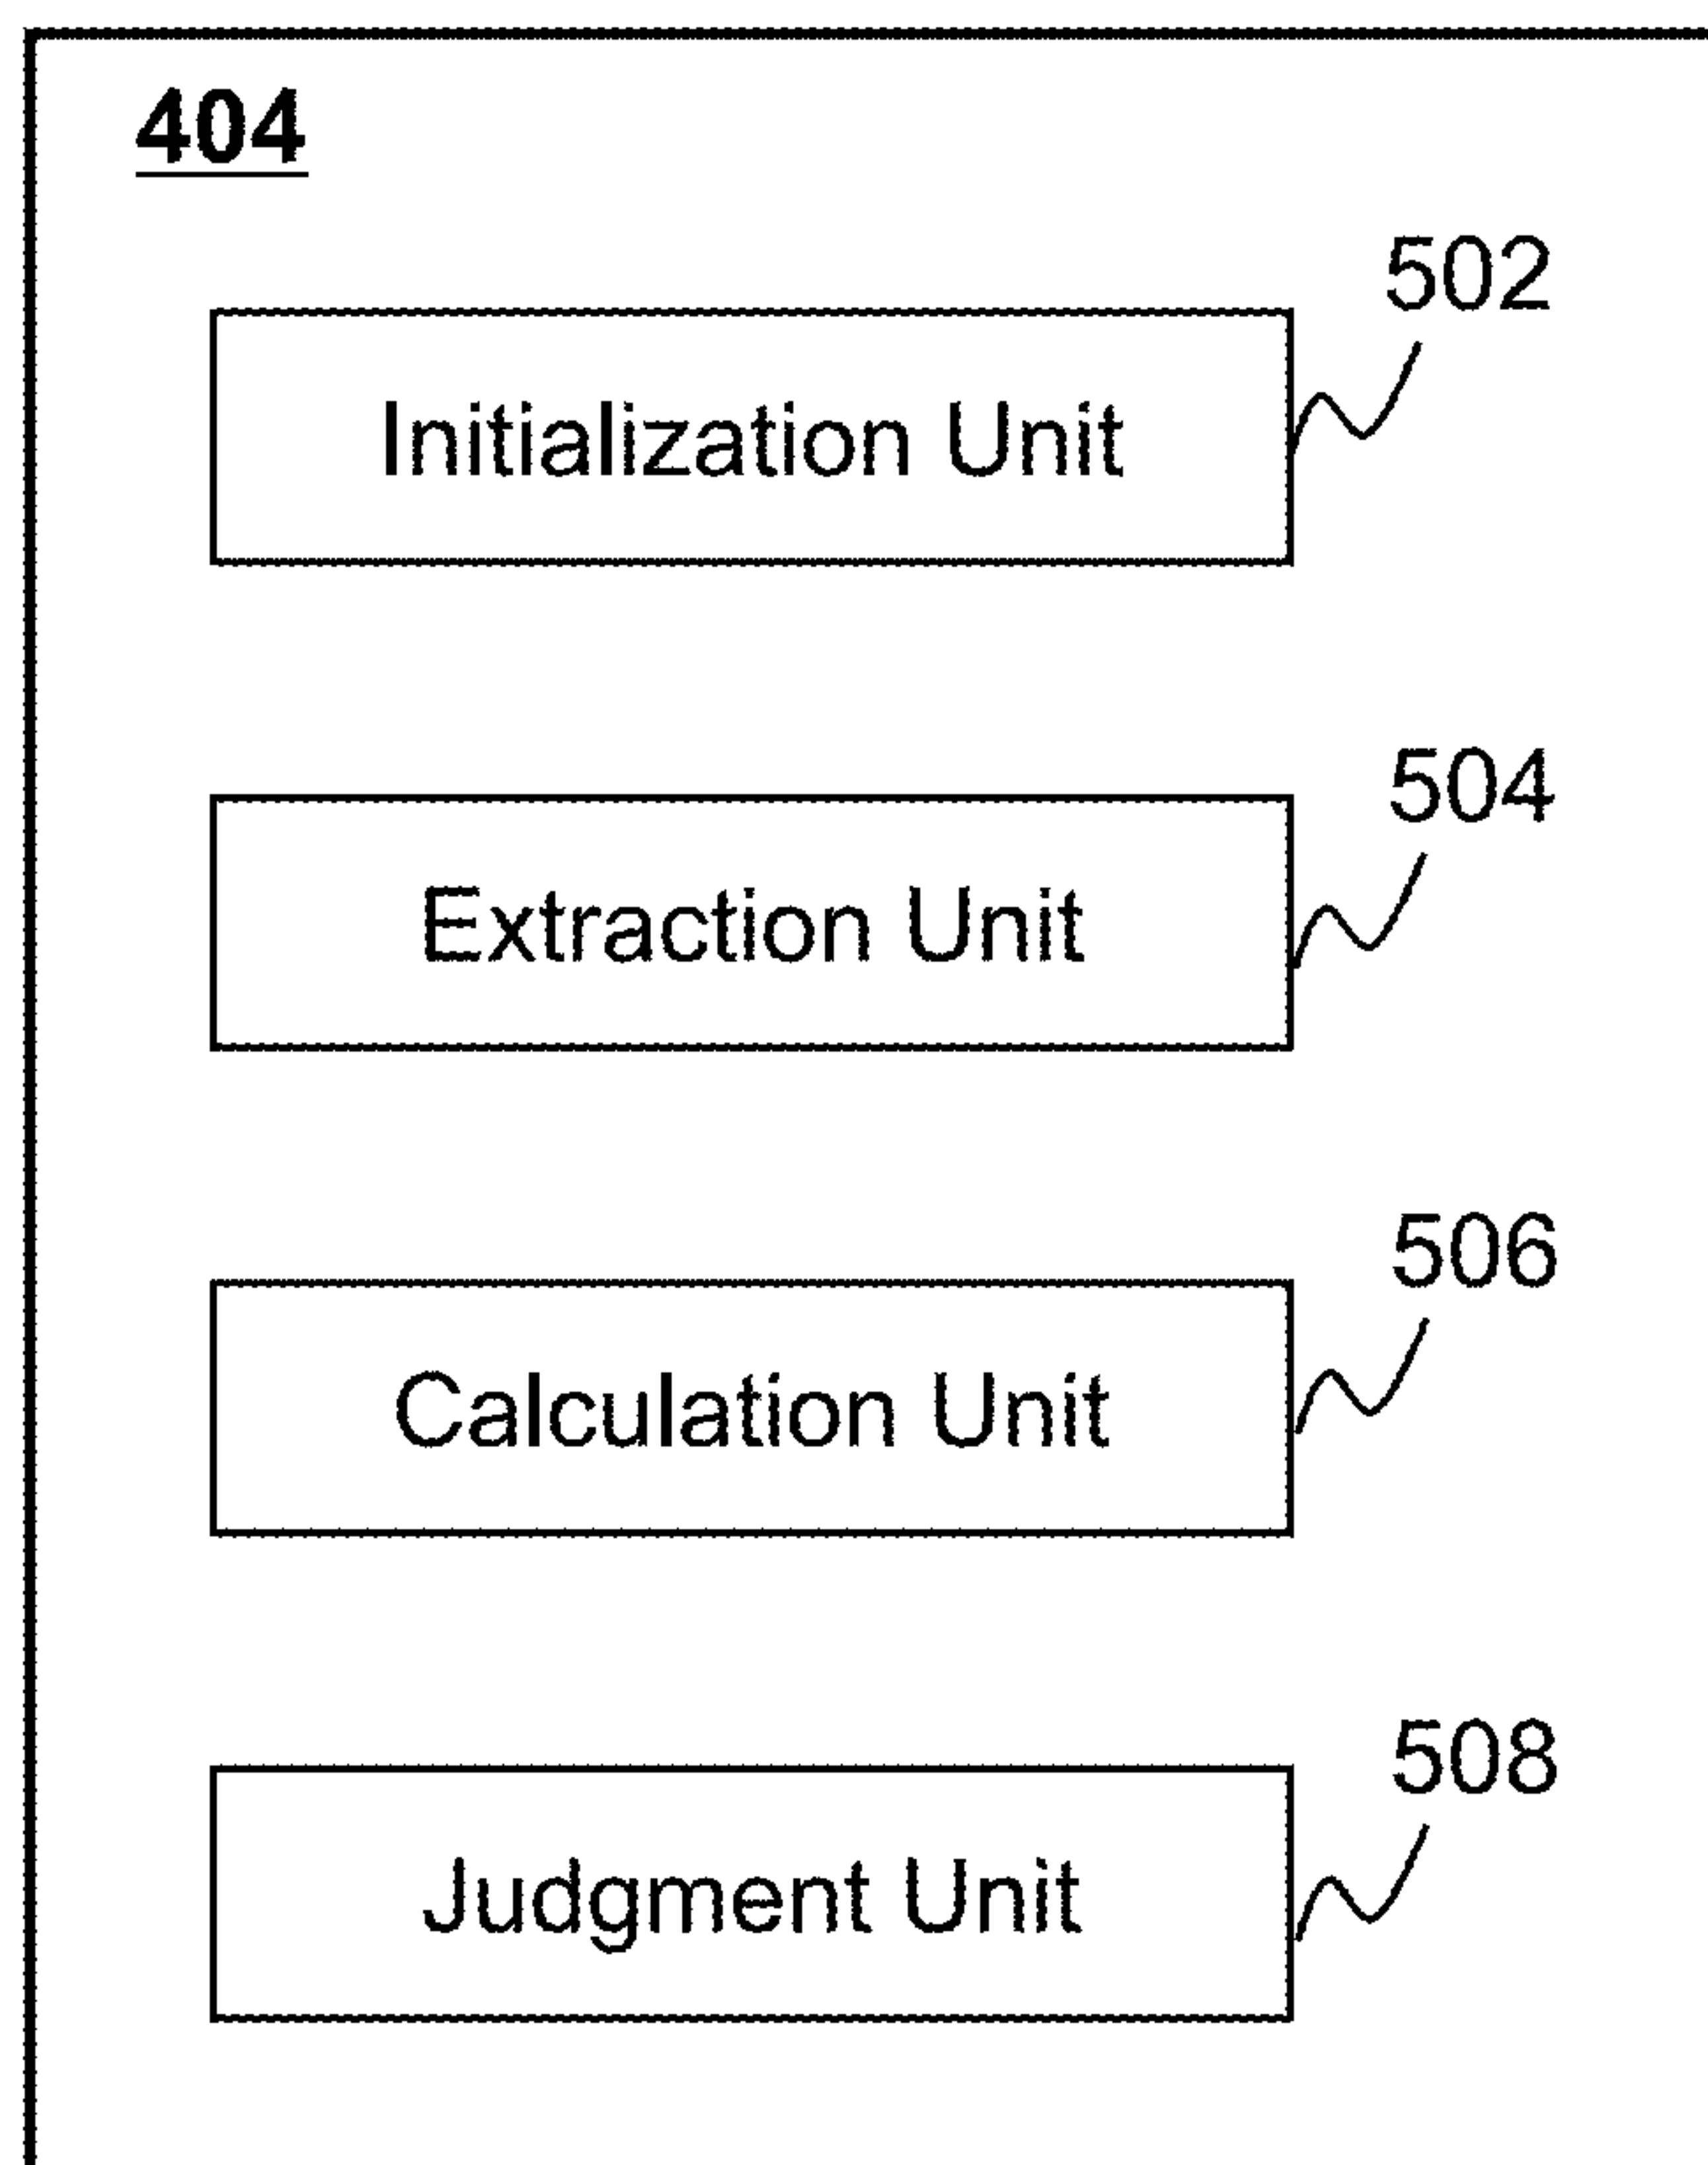 404
502
Initialization Unit
504
Extraction Unit
506
Calculation Unit
508
Judgment Unit